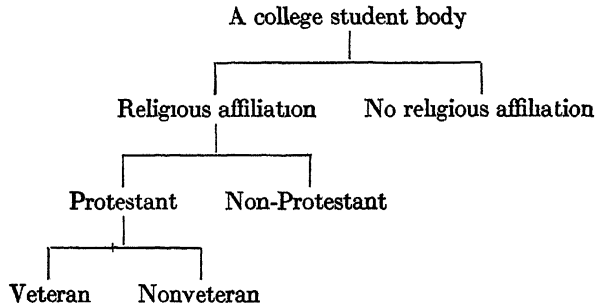 A college student body
Religious affiliation No religious affiliation
Protestant Non-Protestant
Veteran Nonveteran